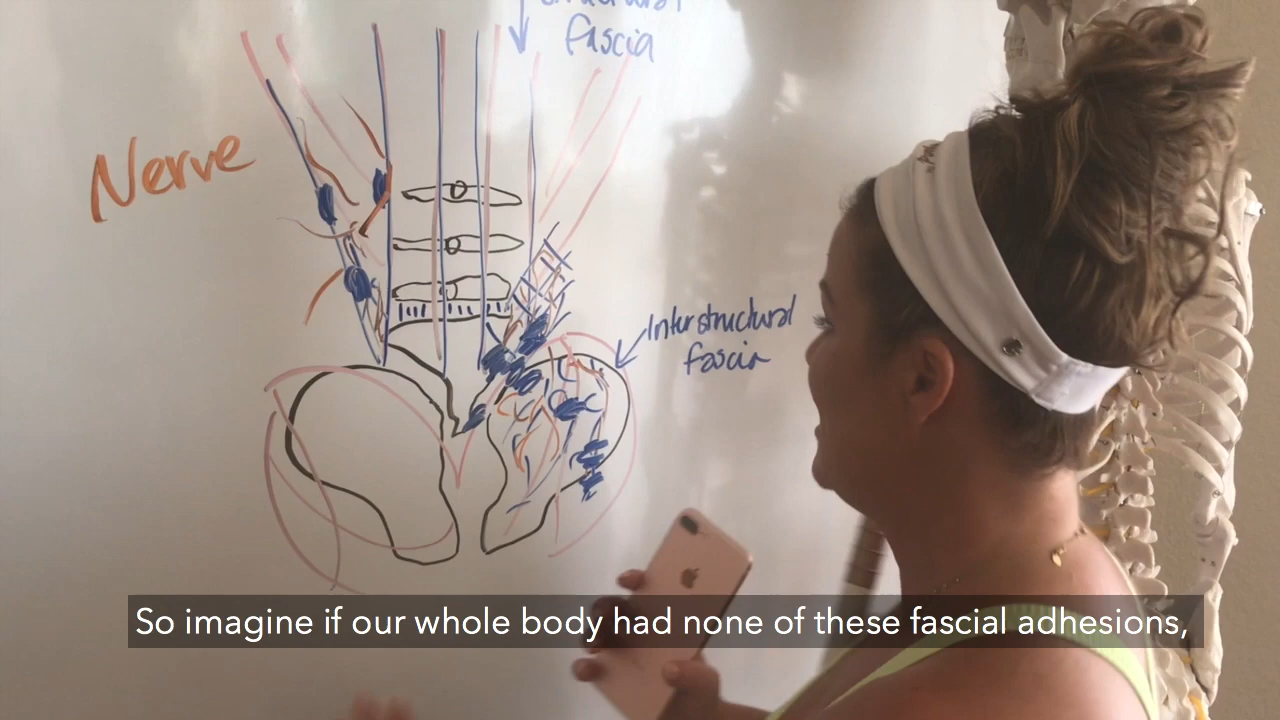 fascia
Nerve
Interstructural
fascia
So imagine if our whole body had none of these fascial adhesions,